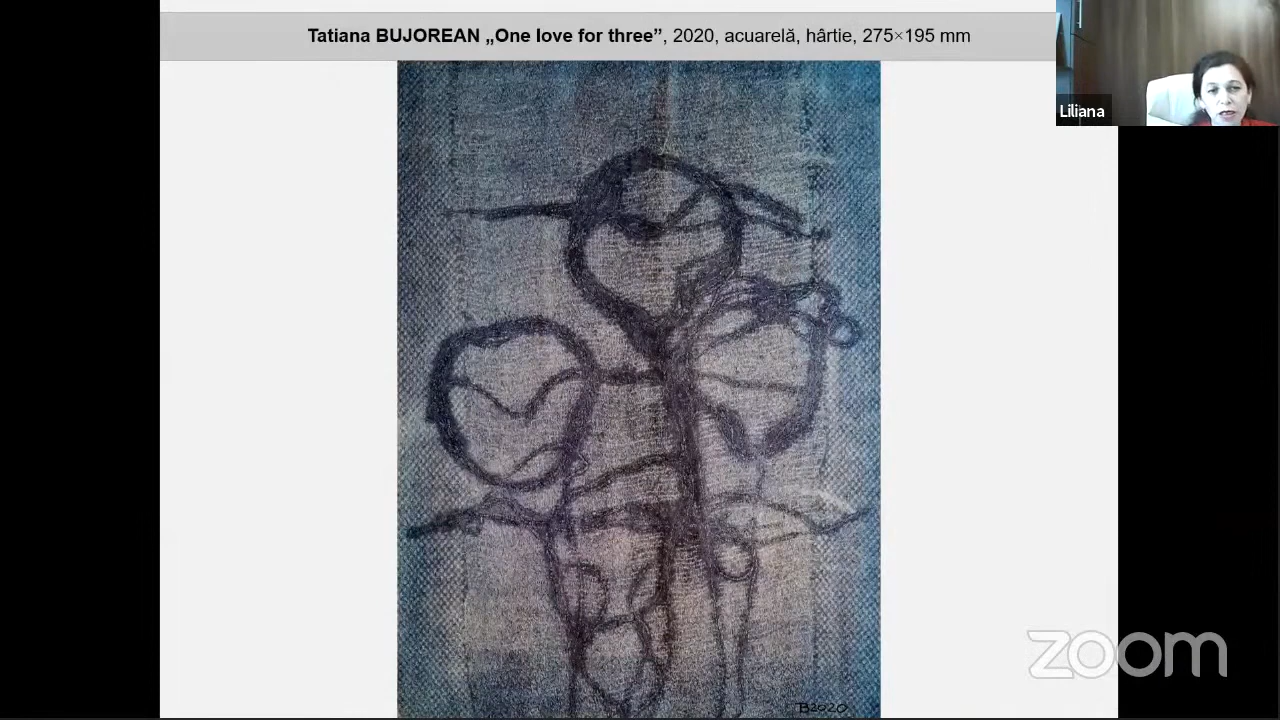 Tatiana BUJOREAN „One love for three”, 2020, acuarelă, hârtie, 275×195 mm
Liliana
B2020
zoom